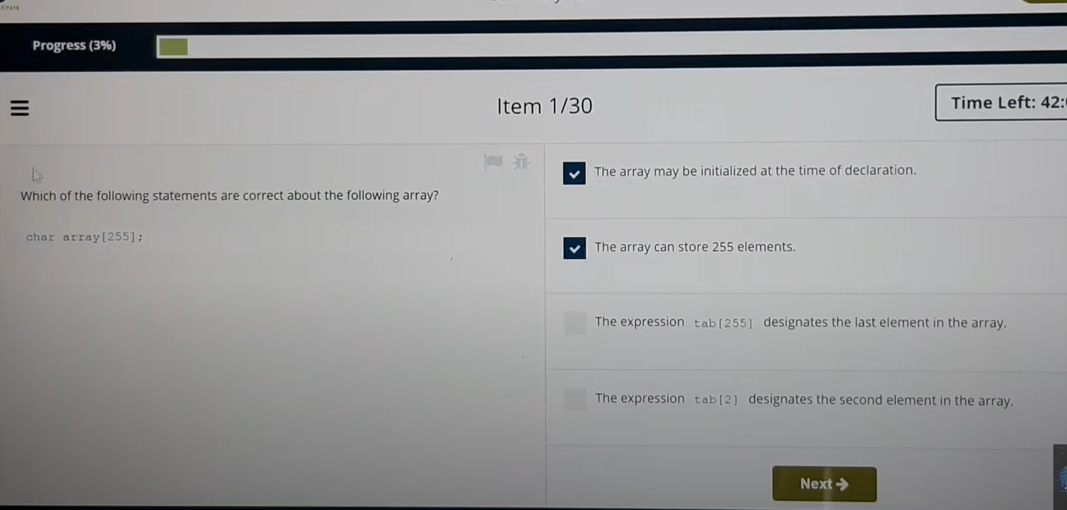 Progress (3%)
Item 1/30
Time Left: 42:
Which of the following statements are correct about the following array?
char array[255];
The array may be initialized at the time of declaration.
The array can store 255 elements.
The expression tab[255] designates the last element in the array.
The expression tab[2] designates the second element in the array.
Next